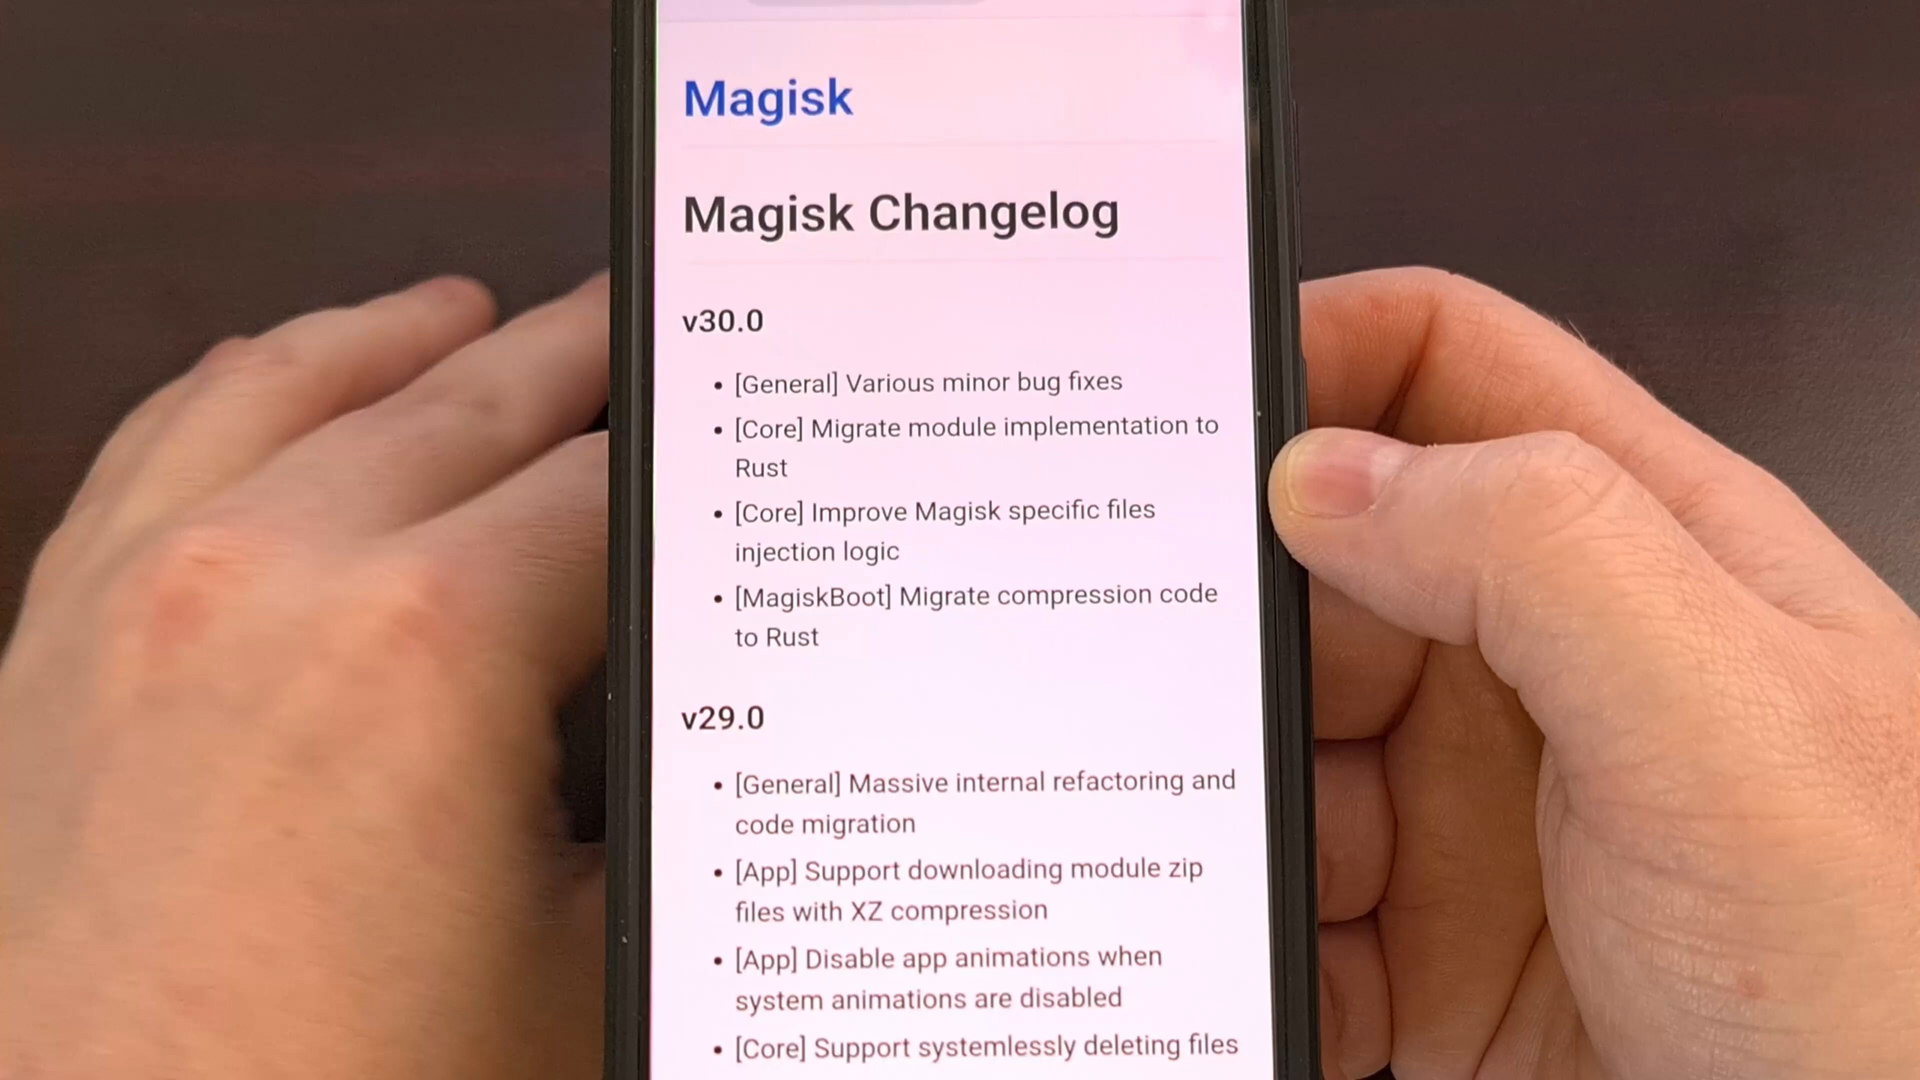 Magisk
Magisk Changelog
v30.0
• [General] Various minor bug fixes
• [Core] Migrate module implementation to
Rust
• [Core] Improve Magisk specific files
injection logic
• [MagiskBoot] Migrate compression code
to Rust
v29.0
• [General] Massive internal refactoring and
code migration
• [App] Support downloading module zip
files with XZ compression
• [App] Disable app animations when
system animations are disabled
• [Core] Support systemlessly deleting files